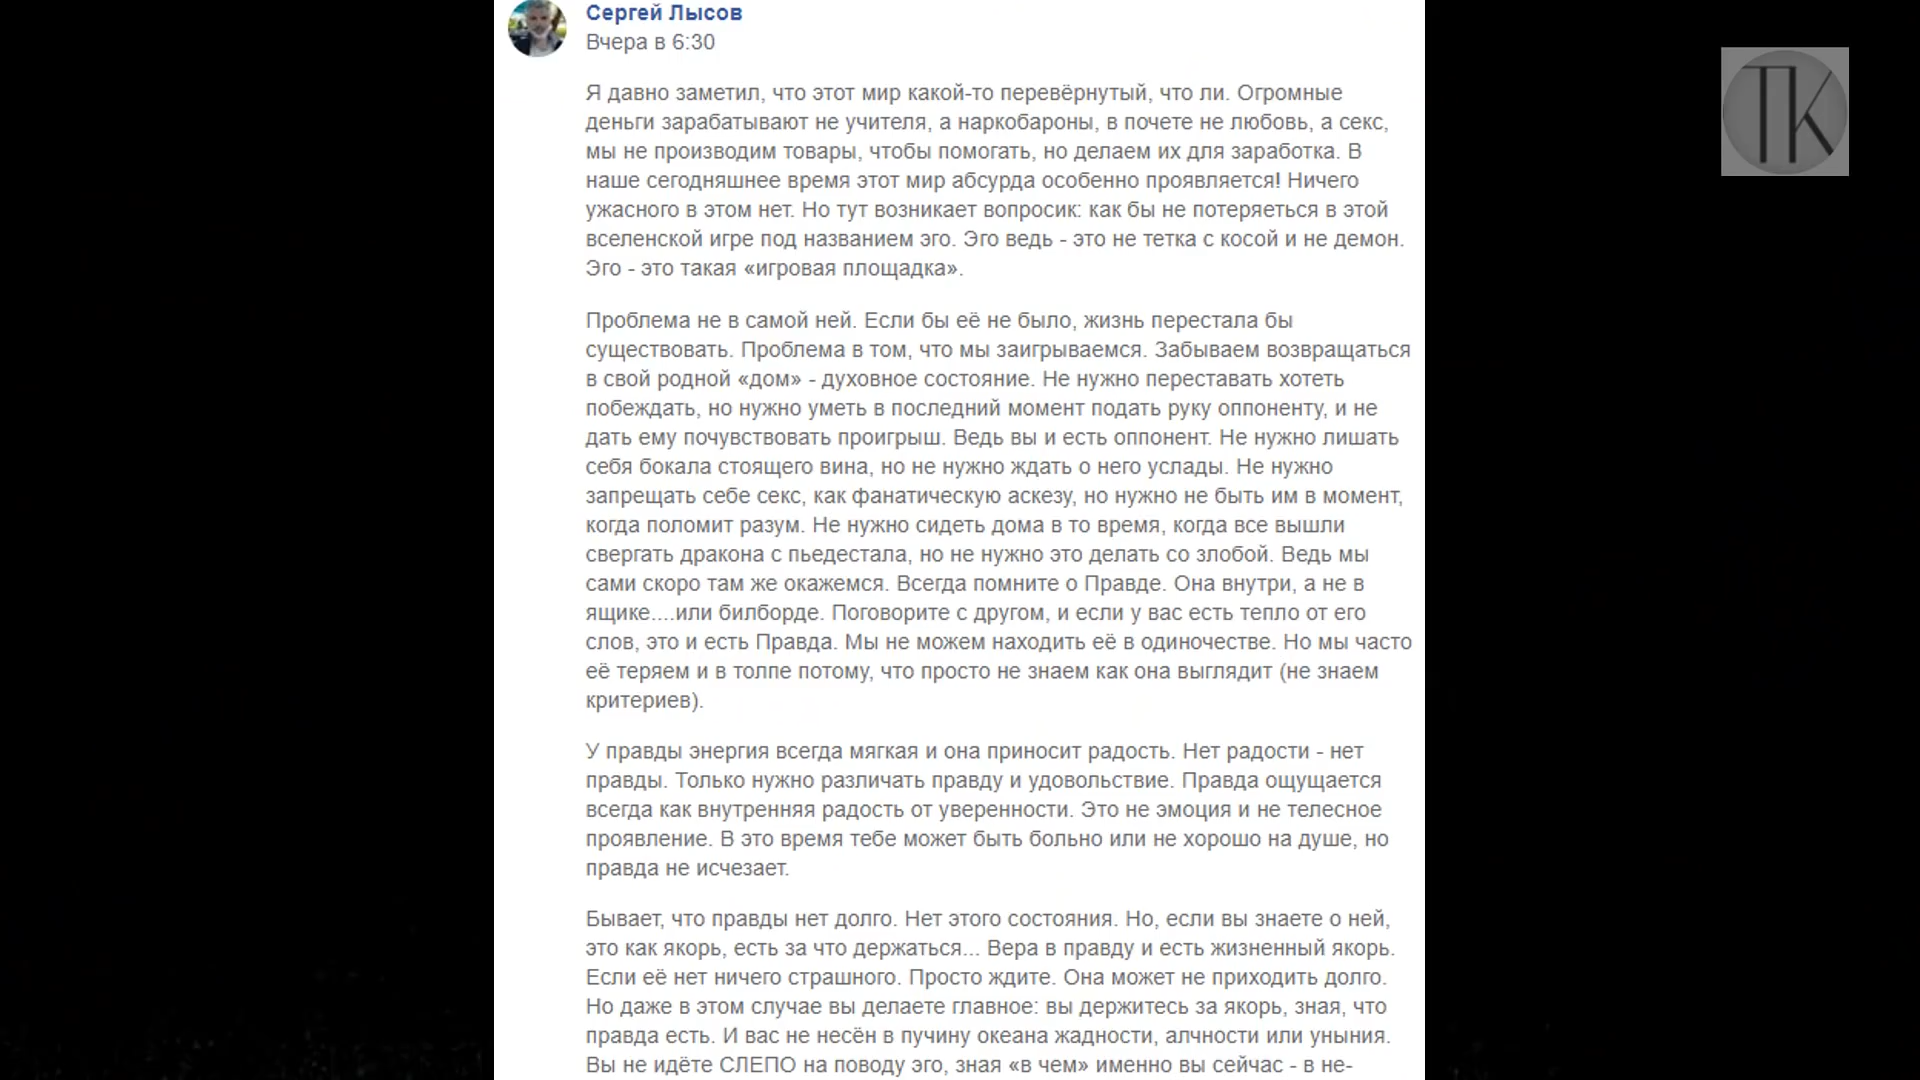 Сергей Лысов
Вчера в 6:30
ТК
Я давно заметил, что этот мир какой-то перевёрнутый, что ли. Огромные
деньги зарабатывают не учителя, а наркобароны, в почете не любовь, а секс,
мы не производим товары, чтобы помогать, но делаем их для заработка. В
наше сегодняшнее время этот мир абсурда особенно проявляется! Ничего
ужасного в этом нет. Но тут возникает вопросик: как бы не потеряеться в этой
вселенской игре под названием эго. Эго ведь - это не тетка с косой и не демон.
Эго - это такая «игровая площадка».
Проблема не в самой ней. Если бы её не было, жизнь перестала бы
существовать. Проблема в том, что мы заигрываемся. Забываем возвращаться
в свой родной «дом» - духовное состояние. Не нужно переставать хотеть
побеждать, но нужно уметь в последний момент подать руку оппоненту, и не
дать ему почувствовать проигрыш. Ведь вы и есть оппонент. Не нужно лишать
себя бокала стоящего вина, но не нужно ждать о него услады. Не нужно
запрещать себе секс, как фанатическую аскезу, но нужно не быть им в момент,
когда поломит разум. Не нужно сидеть дома в то время, когда все вышли
свергать дракона с пьедестала, но не нужно это делать со злобой. Ведь мы
сами скоро там же окажемся. Всегда помните о Правде. Она внутри, а не в
ящике....или билборде. Поговорите с другом, и если у вас есть тепло от его
слов, это и есть Правда. Мы не можем находить её в одиночестве. Но мы часто
её теряем и в толпе потому, что просто не знаем как она выглядит (не знаем
критериев).
У правды энергия всегда мягкая и она приносит радость. Нет радости - нет
правды. Только нужно различать правду и удовольствие. Правда ощущается
всегда как внутренняя радость от уверенности. Это не эмоция и не телесное
проявление. В это время тебе может быть больно или не хорошо на душе, но
правда не исчезает.
Бывает, что правды нет долго. Нет этого состояния. Но, если вы знаете о ней,
это как якорь, есть за что держаться... Вера в правду и есть жизненный якорь.
Если её нет ничего страшного. Просто ждите. Она может не приходить долго.
Но даже в этом случае вы делаете главное: вы держитесь за якорь, зная, что
правда есть. И вас не несён в пучину океана жадности, алчности или уныния.
Вы не идёте СЛЕПО на поводу эго, зная «в чем» именно вы сейчас - в не-